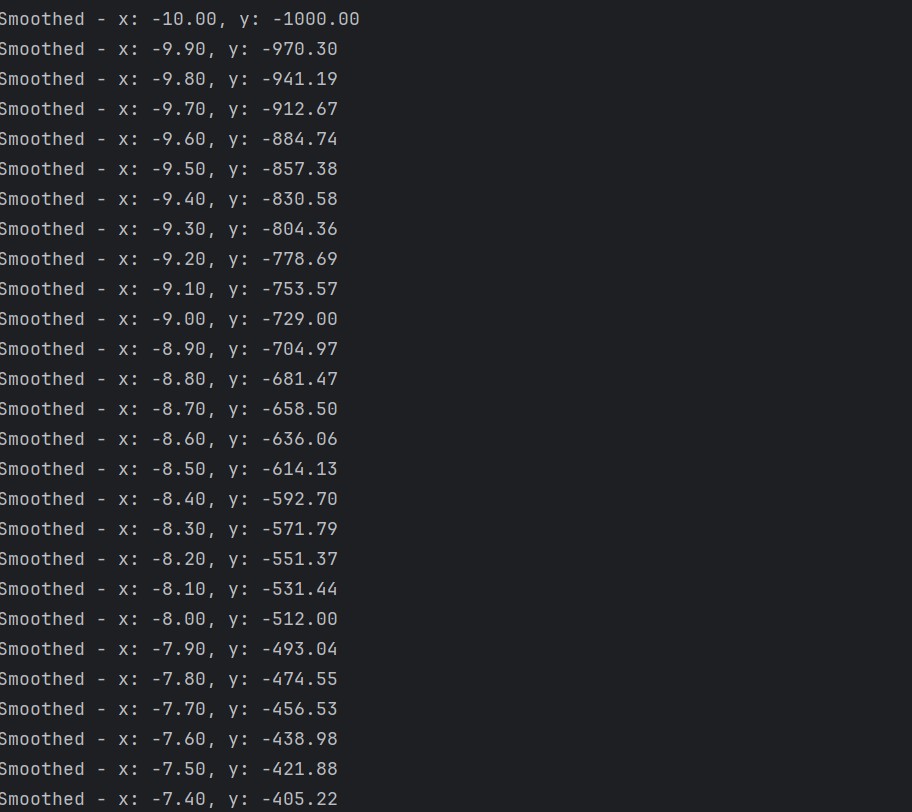 Smoothed - x: -10.00, y: -1000.00
Smoothed - x: -9.90, y: -970.30
Smoothed - x: -9.80, y: -941.19
Smoothed - x: -9.70, y: -912.67
Smoothed - x: -9.60, y: -884.74
Smoothed - x: -9.50, y: -857.38
Smoothed - x: -9.40, y: -830.58
Smoothed - x: -9.30, y: -804.36
Smoothed - x: -9.20, y: -778.69
Smoothed - x: -9.10, y: -753.57
Smoothed - x: -9.00, y: -729.00
Smoothed - x: -8.90, y: -704.97
Smoothed - x: -8.80, y: -681.47
Smoothed - x: -8.70, y: -658.50
Smoothed - x: -8.60, y: -636.06
Smoothed - x: -8.50, y: -614.13
Smoothed - x: -8.40, y: -592.70
Smoothed - x: -8.30, y: -571.79
Smoothed - x: -8.20, y: -551.37
Smoothed - x: -8.10, y: -531.44
Smoothed - x: -8.00, y: -512.00
Smoothed - x: -7.90, y: -493.04
Smoothed - x: -7.80, y: -474.55
Smoothed - x: -7.70, y: -456.53
Smoothed - x: -7.60, y: -438.98
Smoothed - x: -7.50, y: -421.88
Smoothed - x: -7.40, y: -405.22